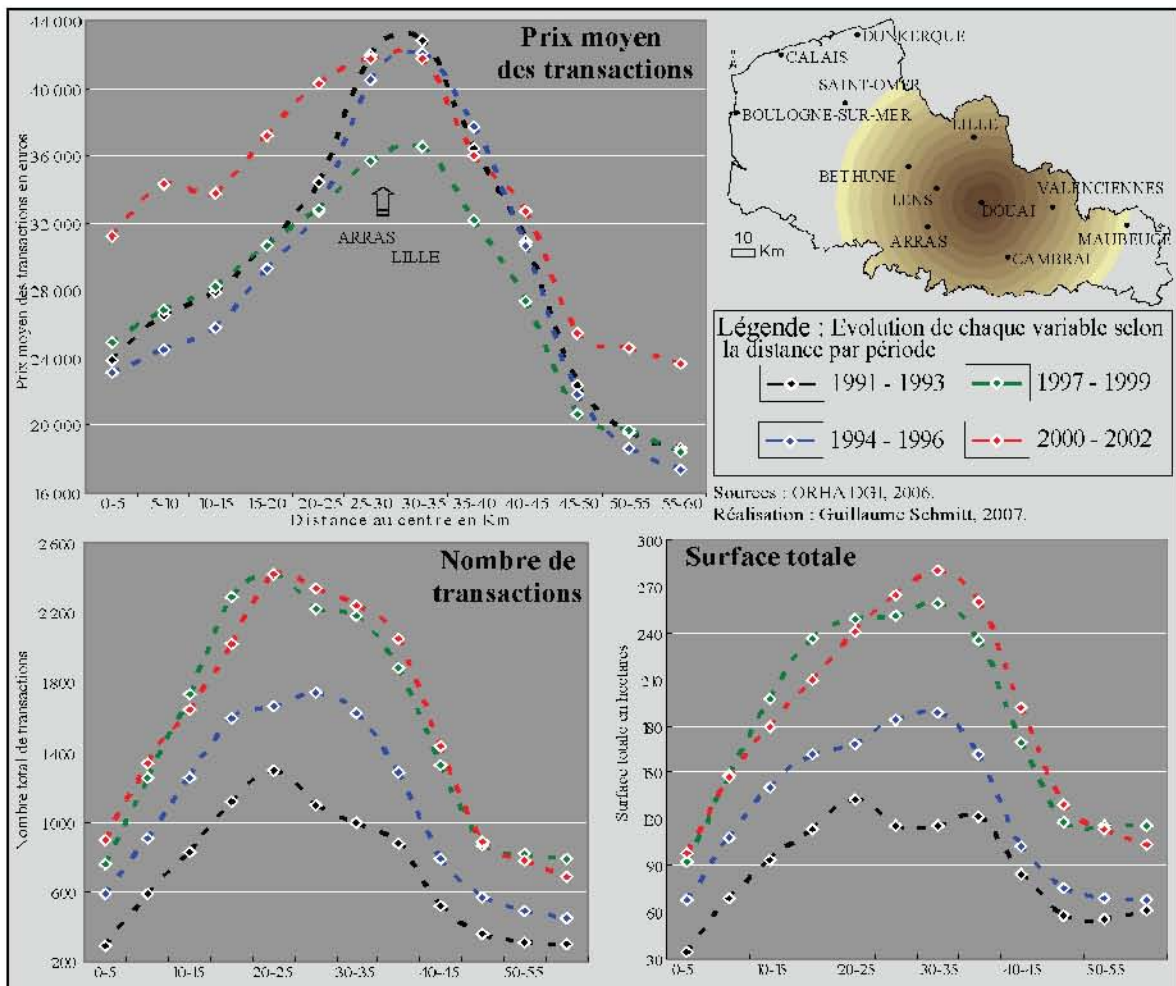 Prix moyen
des transactions
Prix moyen des transactions en euros
44 000
40 000
36 000
32 000
28 000
24 000
20 000
16 000
0-5 5-10 10-15 15-20 20-25 25-30 30-35 35-40 40-45 45-50 50-55 55-60
Distance au centre en Km
ARRAS
LILLE
DUNKERQUE
CALAIS
SAINT-OMER
BOULOGNE-SUR-MER
LILLE
BETHUNE
LENS
VALENCIENNES
DOUAI
ARRAS
MAUBEUGE
CAMBRAI
10
Km
Légende : Evolution de chaque variable selon
la distance par période
1991 - 1993 1997 - 1999
1994 - 1996 2000 - 2002
Sources : ORHA DGI, 2006.
Réalisation : Guillaume Schmitt, 2007.
Nombre de
transactions
Nombre total de transactions
2 600
2 200
1800
1400
1000
600
200
0-5 10-15 20-25 30-35 40-45 50-55
Surface totale
Surface totale en hectares
300
270
240
210
180
150
120
90
60
30
0-5 10-15 20-25 30-35 40-45 50-55